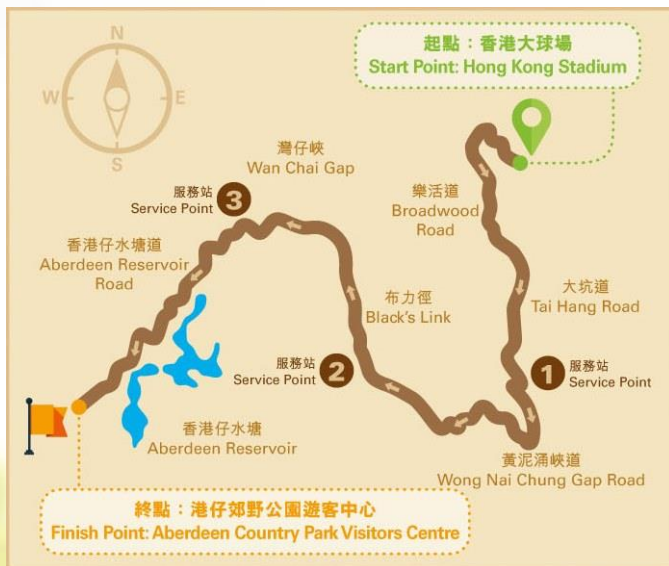 N
W
E
S
起點：香港大球場
Start Point: Hong Kong Stadium
灣仔峽
Wan Chai Gap
樂活道
Broadwood
Road
服務站
Service Point
3
香港仔水塘道
Aberdeen Reservoir
Road
大坑道
Tai Hang Road
布力徑
Black's Link
服務站
Service Point
2
1
服務站
Service Point
香港仔水塘
Aberdeen Reservoir
黃泥涌峽道
Wong Nai Chung Gap Road
終點：港仔郊野公園遊客中心
Finish Point: Aberdeen Country Park Visitors Centre